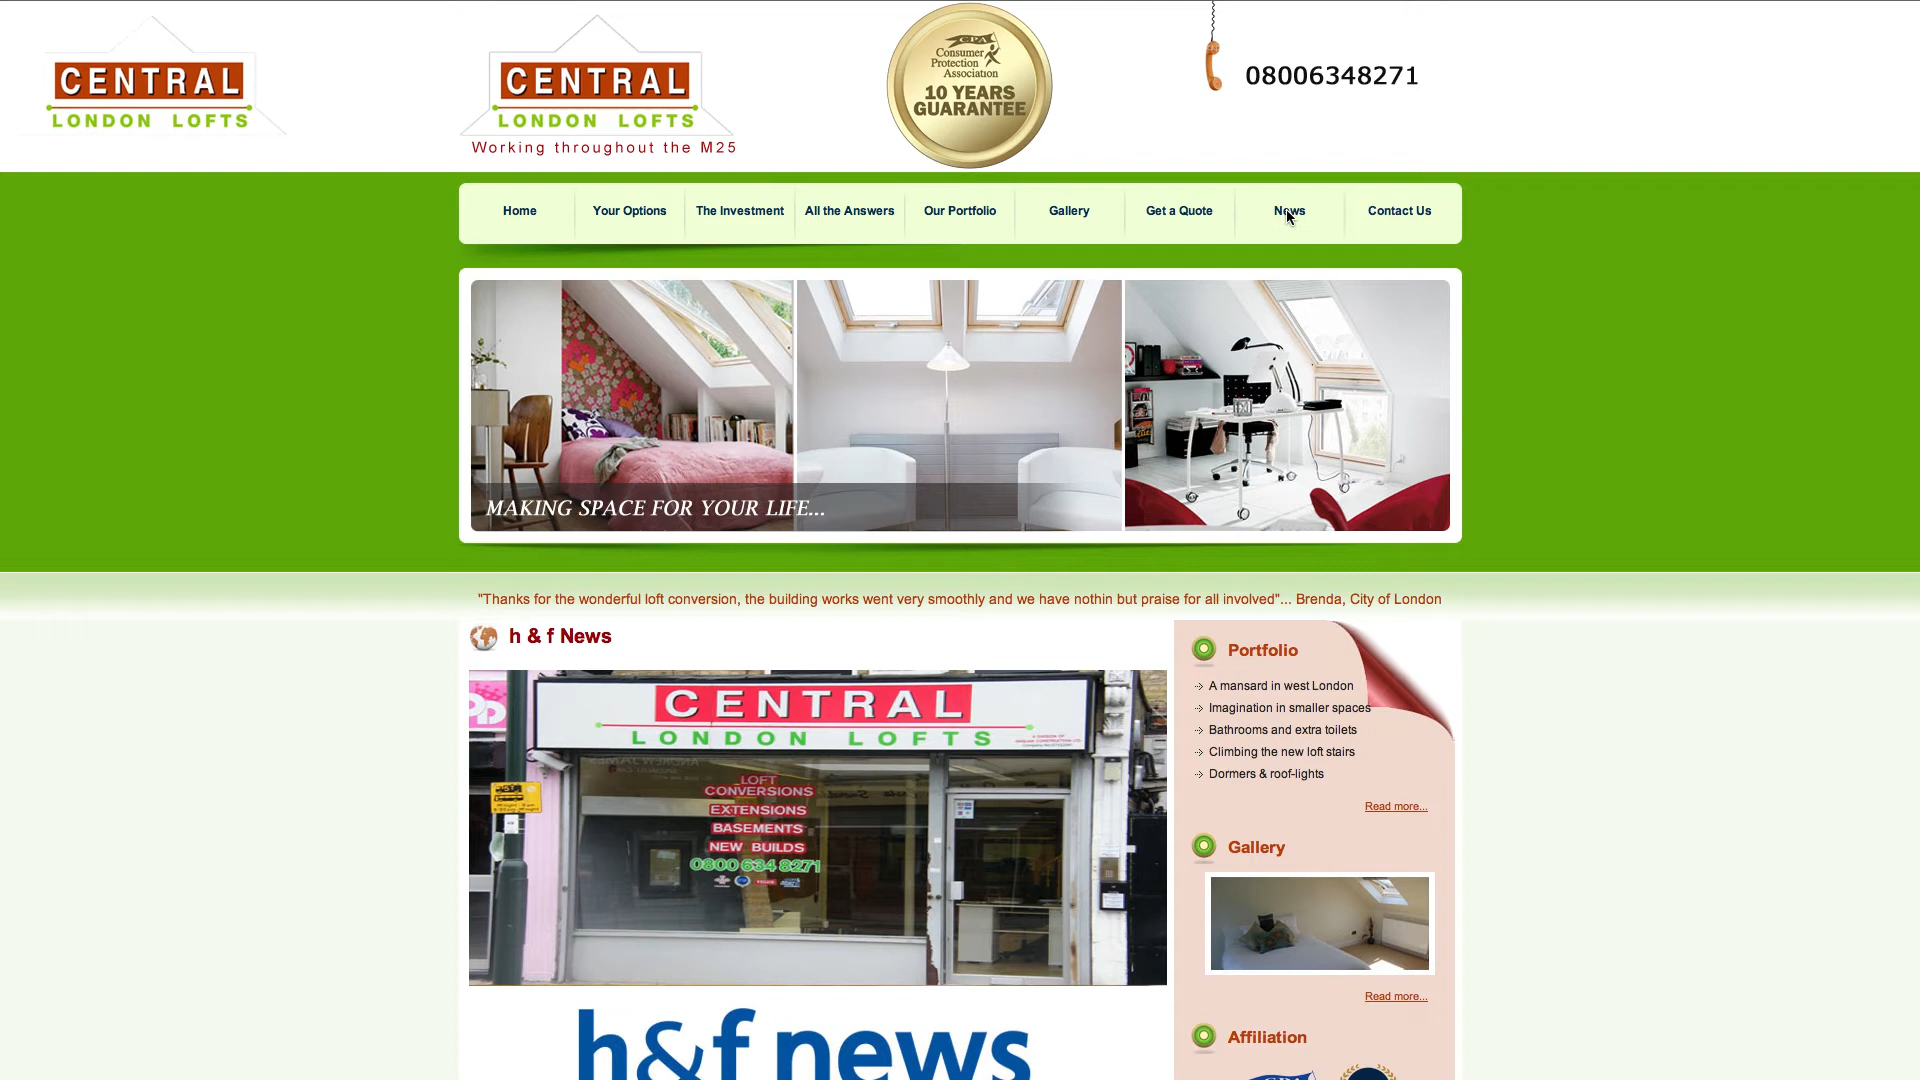 CENTRAL
LONDON LOFTS
CENTRAL
LONDON LOFTS
Working throughout the M25
CPA
Consumer
Protection
Association
10 YEARS
GUARANTEE
08006348271
Home
Your Options
The Investment
All the Answers
Our Portfolio
Gallery
Get a Quote
News
Contact Us
MAKING SPACE FOR YOUR LIFE...
"Thanks for the wonderful loft conversion, the building works went very smoothly and we have nothin but praise for all involved"... Brenda, City of London
h & f News
CENTRAL
LONDON LOFTS
LOFT
CONVERSIONS
EXTENSIONS
BASEMENTS
NEW BUILDS
0800 634 8271
h&f news
Portfolio
A mansard in west London
Imagination in smaller spaces
Bathrooms and extra toilets
Climbing the new loft stairs
Dormers & roof-lights
Read more...
Gallery
Read more...
Affiliation